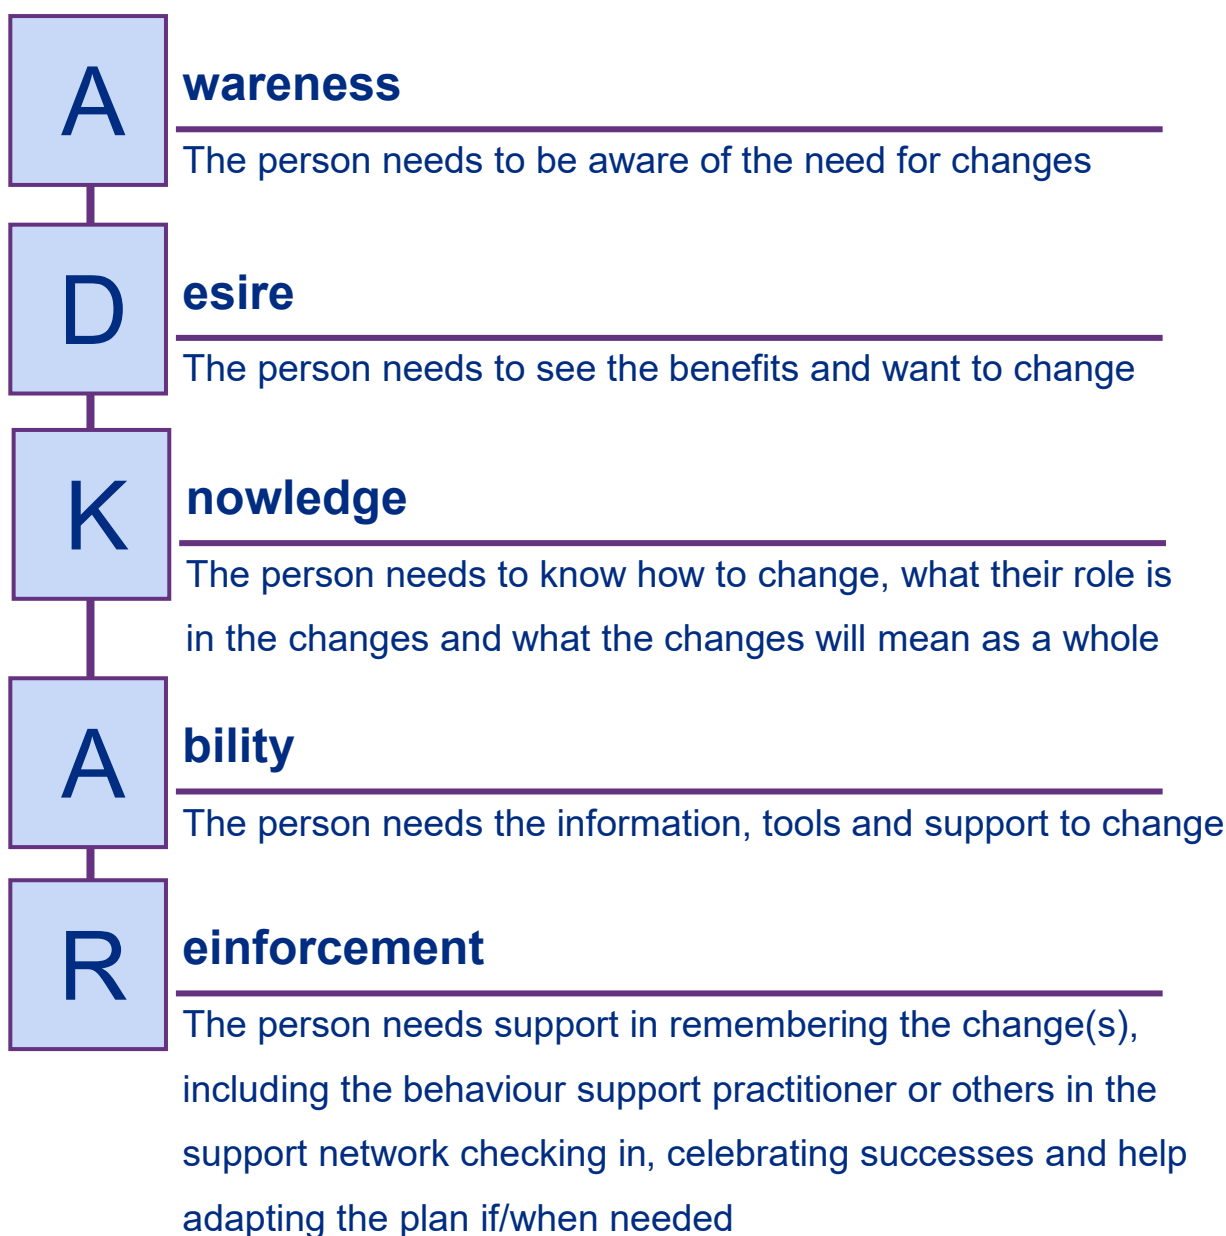 A wareness
The person needs to be aware of the need for changes
D esire
The person needs to see the benefits and want to change
K nowledge
The person needs to know how to change, what their role is
in the changes and what the changes will mean as a whole
A bility
The person needs the information, tools and support to change
R einforcement
The person needs support in remembering the change(s),
including the behaviour support practitioner or others in the
support network checking in, celebrating successes and help
adapting the plan if/when needed